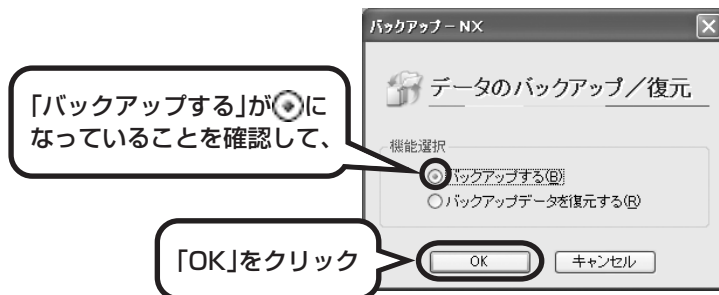 バックアップ－NX
データのバックアップ／復元
「バックアップする」が
に
なっていることを確認して、
機能選択
バックアップする(B)
バックアップデータを復元する(R)
「OK」をクリック
OK
キャンセル